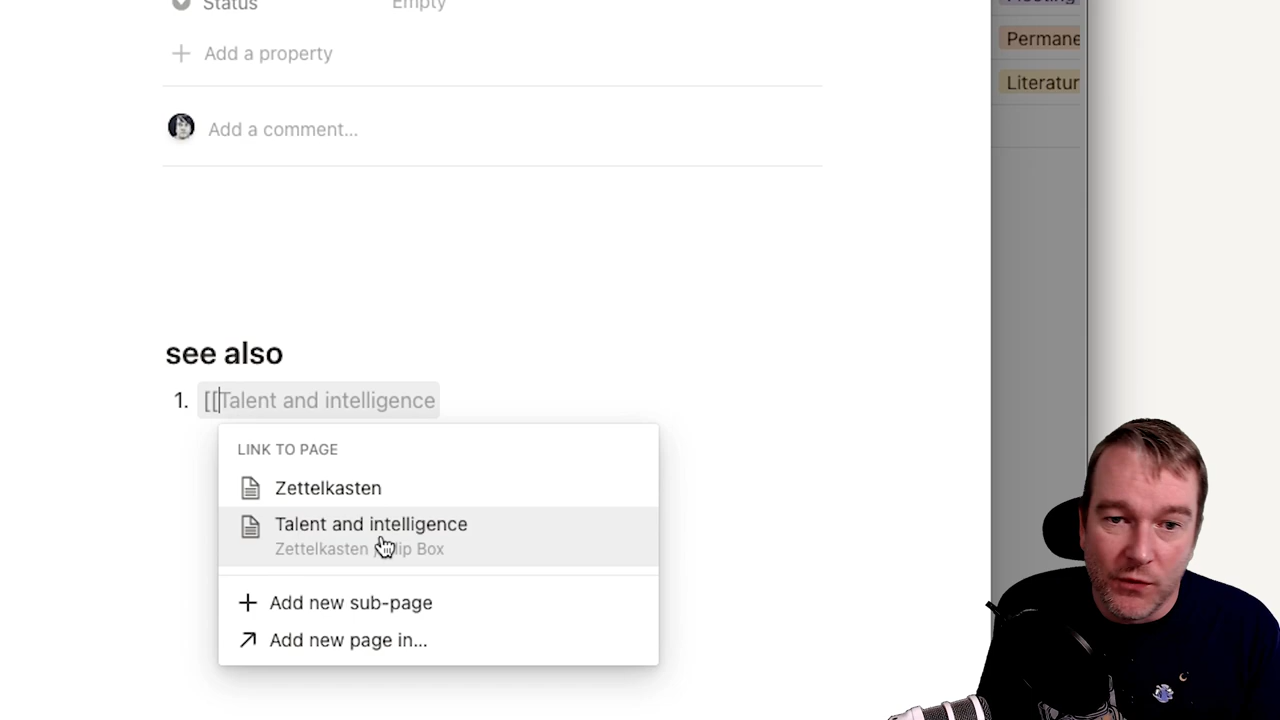 Status Empty
Add a property
Permane
Literatur
Add a comment...
see also
1. [[Talent and intelligence
LINK TO PAGE
Zettelkasten
Talent and intelligence
Zettelkasten / lip Box
Add new sub-page
Add new page in...